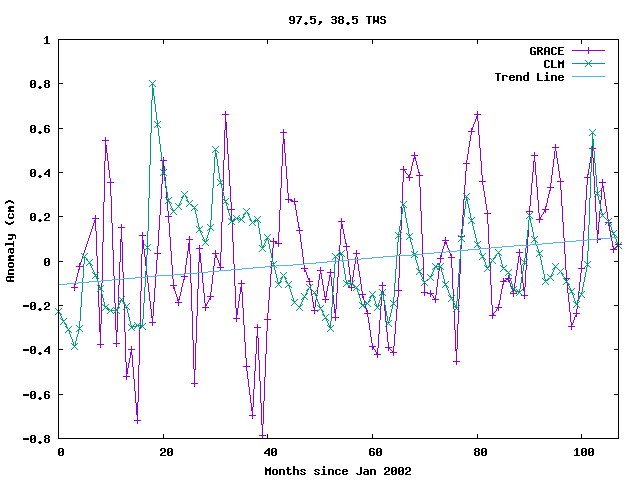 97.5, 38.5 TWS
GRACE
CLM
Trend Line
Anomaly (cm)
1
0.8
0.6
0.4
0.2
0
-0.2
-0.4
-0.6
-0.8
0 20 40 60 80 100
Months since Jan 2002